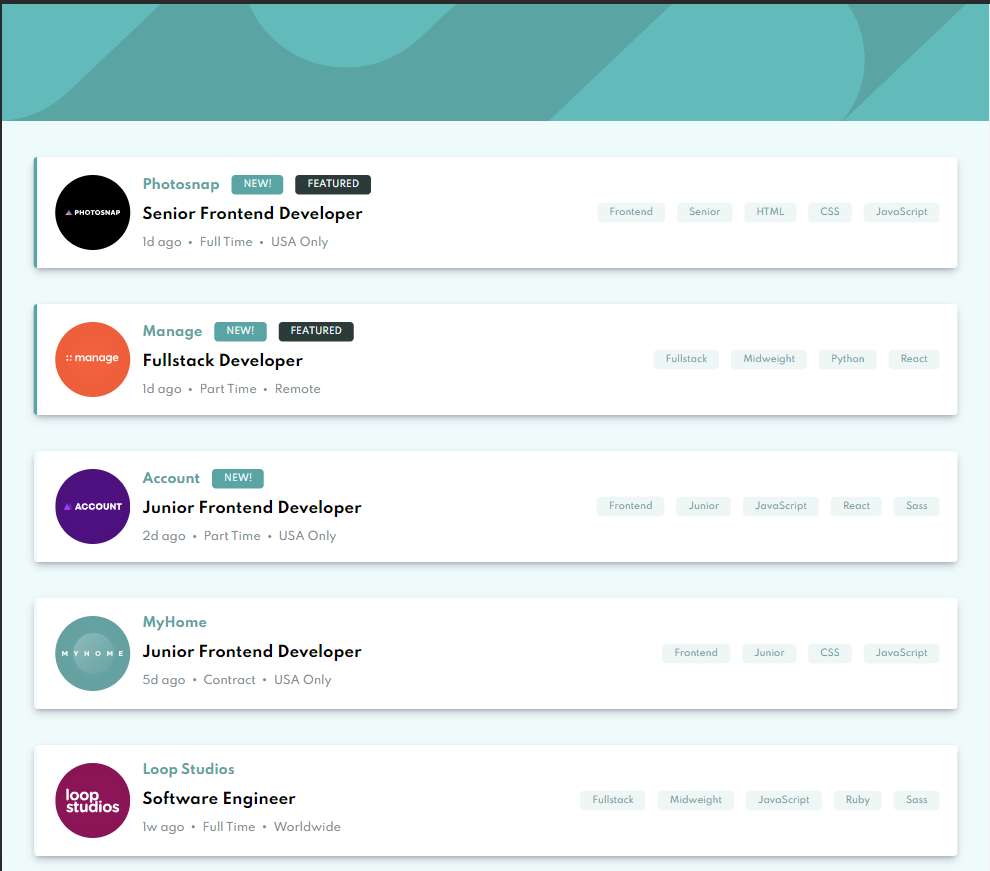 PHOTOSNAP
Photosnap NEW! FEATURED
Senior Frontend Developer
1d ago • Full Time • USA Only
Frontend Senior HTML CSS JavaScript
:: manage
Manage NEW! FEATURED
Fullstack Developer
1d ago • Part Time • Remote
Fullstack Midweight Python React
ACCOUNT
Account NEW!
Junior Frontend Developer
2d ago • Part Time • USA Only
Frontend Junior JavaScript React Sass
MYHOME
MyHome
Junior Frontend Developer
5d ago • Contract • USA Only
Frontend Junior CSS JavaScript
loop
studios
Loop Studios
Software Engineer
1w ago • Full Time • Worldwide
Fullstack Midweight JavaScript Ruby Sass